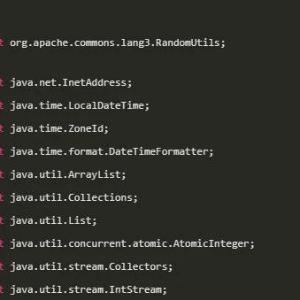 t org.apache.commons.lang3.RandomUtils;
t java.net.InetAddress;
t java.time.LocalDateTime;
t java.time.ZoneId;
t java.time.format.DateTimeFormatter;
t java.util.ArrayList;
t java.util.Collections;
t java.util.List;
t java.util.concurrent.atomic.AtomicInteger;
t java.util.stream.Collectors;
t java.util.stream.IntStream;